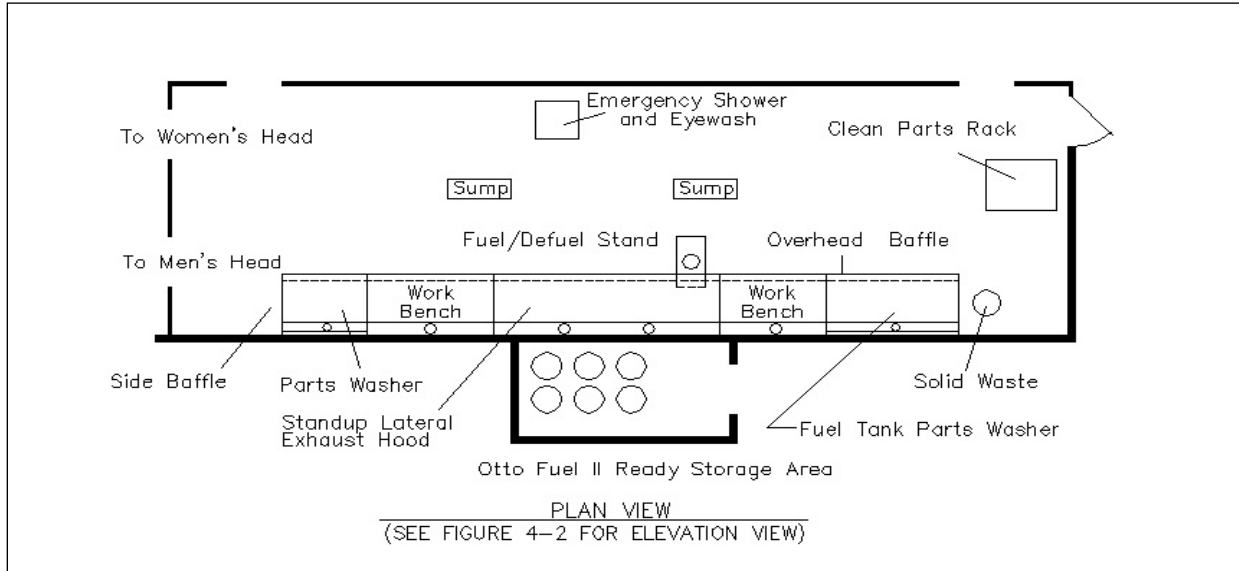 Emergency Shower
and Eyewash
To Women's Head
Clean Parts Rack
Sump
Sump
Fuel/Defuel Stand
Overhead Baffle
To Men's Head
Work
Bench
Work
Bench
Side Baffle
Parts Washer
Solid Waste
Standup Lateral
Exhaust Hood
Fuel Tank Parts Washer
Otto Fuel II Ready Storage Area
PLAN VIEW
(SEE FIGURE 4-2 FOR ELEVATION VIEW)